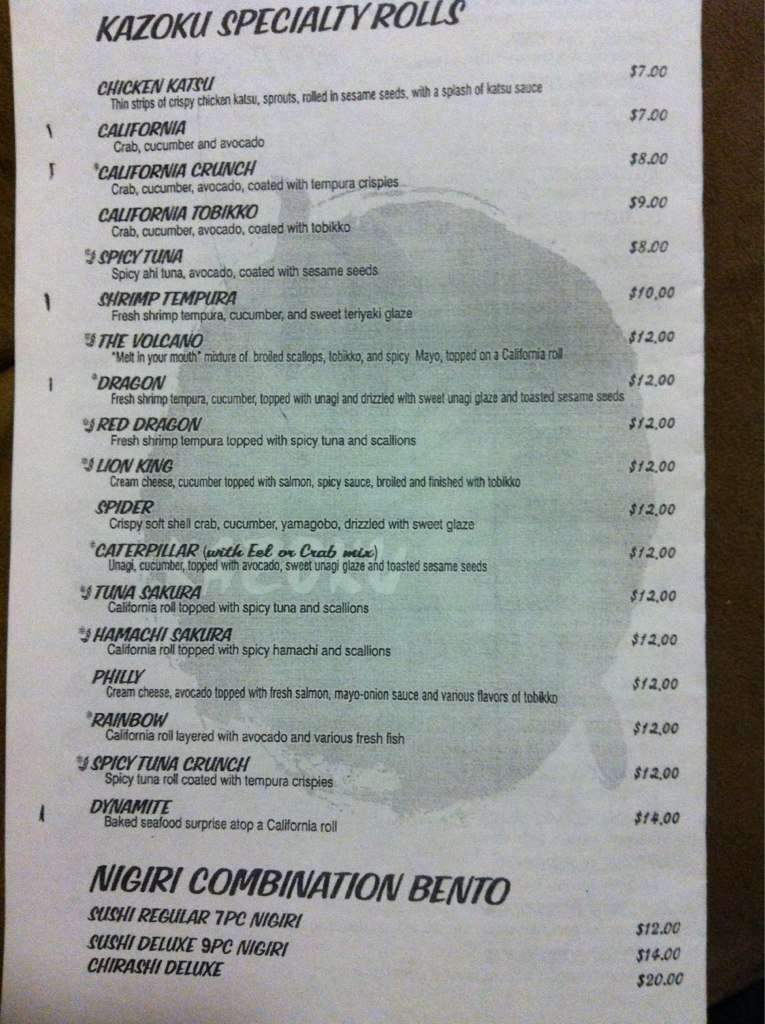 KAZOKU SPECIALTY ROLLS
CHICKEN KATSU $7.00
Thin strips of crispy chicken katsu, sprouts, rolled in sesame seeds, with a splash of katsu sauce
CALIFORNIA $7.00
Crab, cucumber and avocado
*CALIFORNIA CRUNCH $8.00
Crab, cucumber, avocado, coated with tempura crispies
CALIFORNIA TOBIKKO $9.00
Crab, cucumber, avocado, coated with tobikko
SPICY TUNA $8.00
Spicy ahi tuna, avocado, coated with sesame seeds
SHRIMP TEMPURA $10.00
Fresh shrimp tempura, cucumber, and sweet teriyaki glaze
THE VOLCANO $12.00
"Melt in your mouth" mixture of broiled scallops, tobikko, and spicy Mayo, topped on a California roll
*DRAGON $12.00
Fresh shrimp tempura, cucumber, topped with unagi and drizzled with sweet unagi glaze and toasted sesame seeds
RED DRAGON $12.00
Fresh shrimp tempura topped with spicy tuna and scallions
LION KING $12.00
Cream cheese, cucumber topped with salmon, spicy sauce, broiled and finished with tobikko
SPIDER $12.00
Crispy soft shell crab, cucumber, yamagobo, drizzled with sweet glaze
*CATERPILLAR (with Eel or Crab mix) $12.00
Unagi, cucumber, topped with avocado, sweet unagi glaze and toasted sesame seeds
TUNA SAKURA $12.00
California roll topped with spicy tuna and scallions
*HAMACHI SAKURA $12.00
California roll topped with spicy hamachi and scallions
PHILLY $12.00
Cream cheese, avocado topped with fresh salmon, mayo-onion sauce and various flavors of tobikko
*RAINBOW $12.00
California roll layered with avocado and various fresh fish
SPICY TUNA CRUNCH $12.00
Spicy tuna roll coated with tempura crispies
DYNAMITE $14.00
Baked seafood surprise atop a California roll
NIGIRI COMBINATION BENTO
SUSHI REGULAR 7PC NIGIRI $12.00
SUSHI DELUXE 9PC NIGIRI $14.00
CHIRASHI DELUXE $20.00
KAZOKU